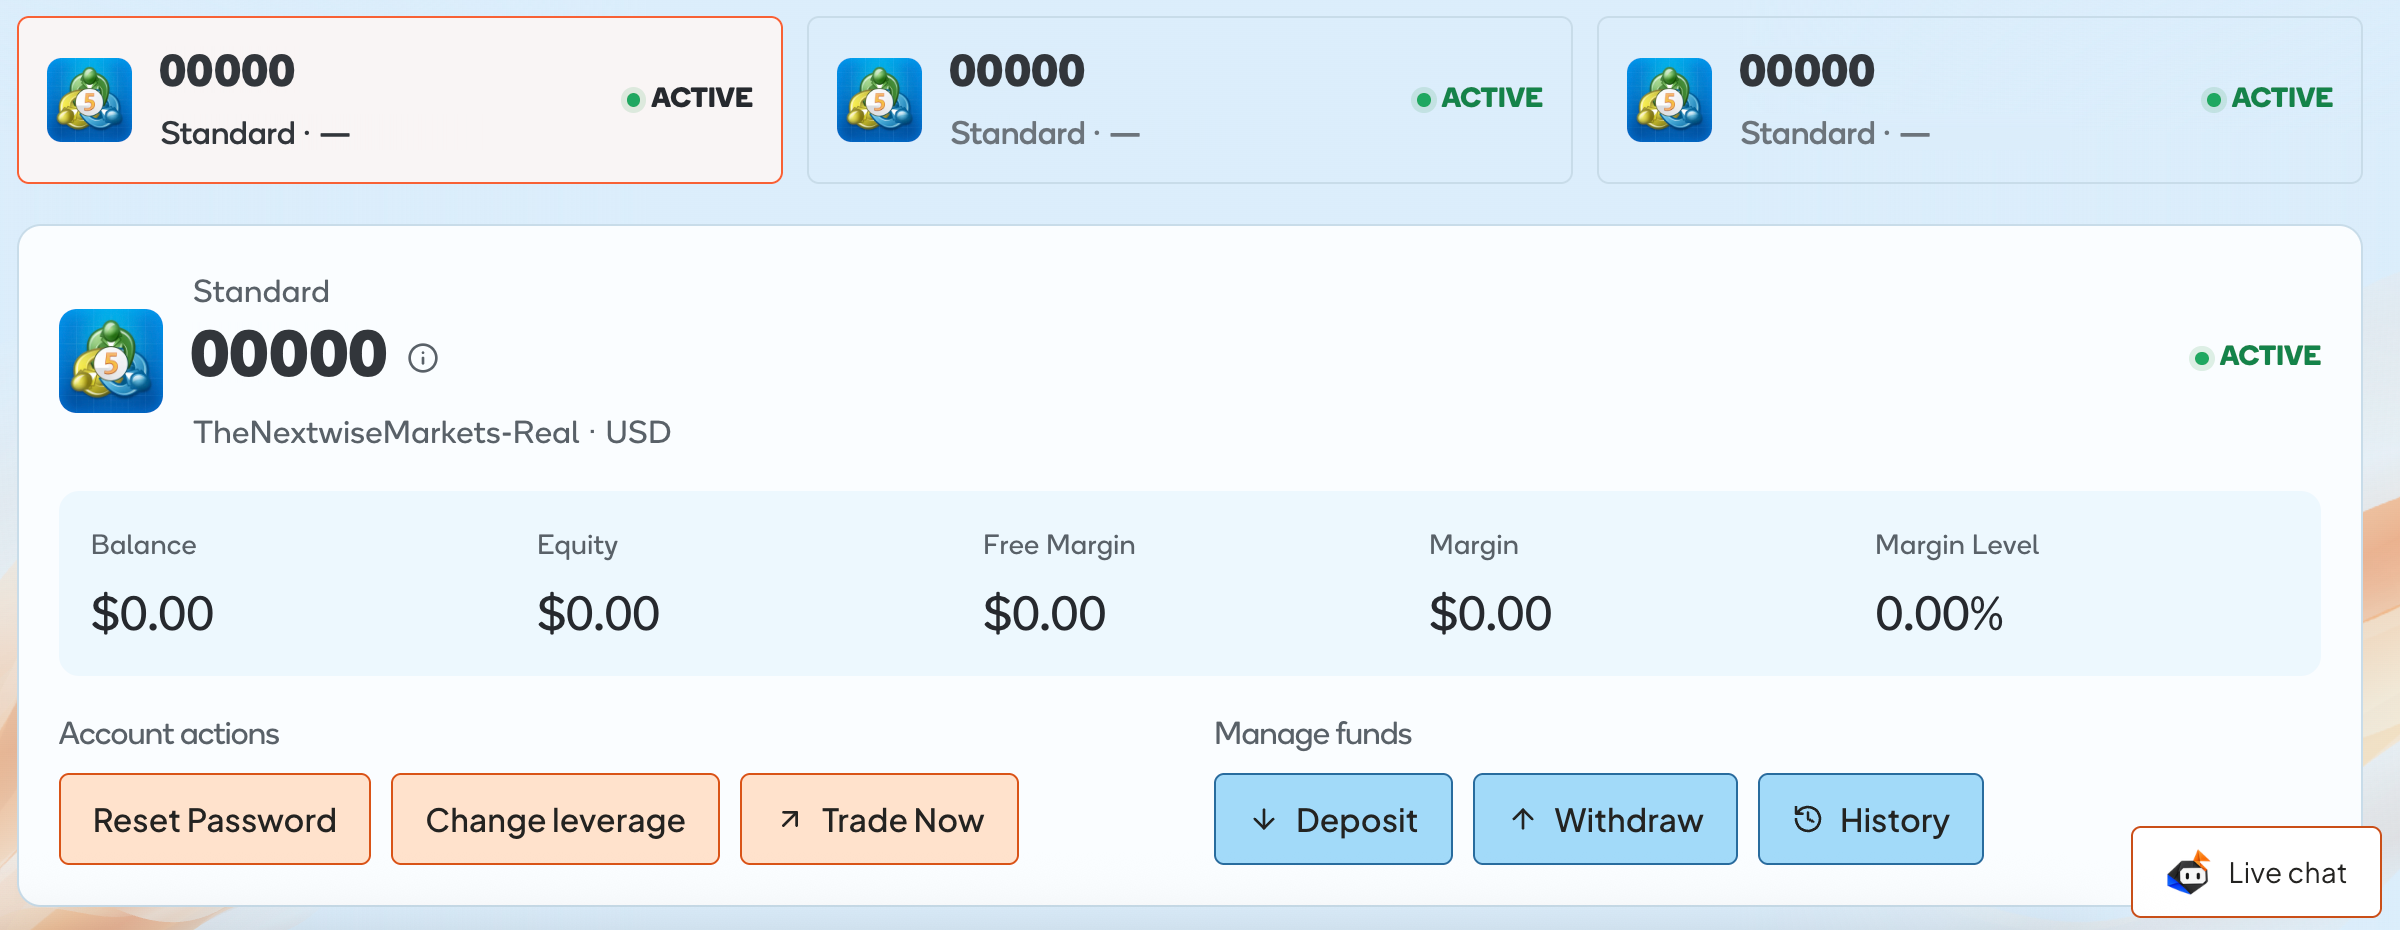 00000
Standard · —
ACTIVE
00000
Standard · —
ACTIVE
00000
Standard · —
ACTIVE
Standard
00000
TheNextwiseMarkets-Real · USD
ACTIVE
Balance
$0.00
Equity
$0.00
Free Margin
$0.00
Margin
$0.00
Margin Level
0.00%
Account actions
Reset Password
Change leverage
Trade Now
Manage funds
Deposit
Withdraw
History
Live chat